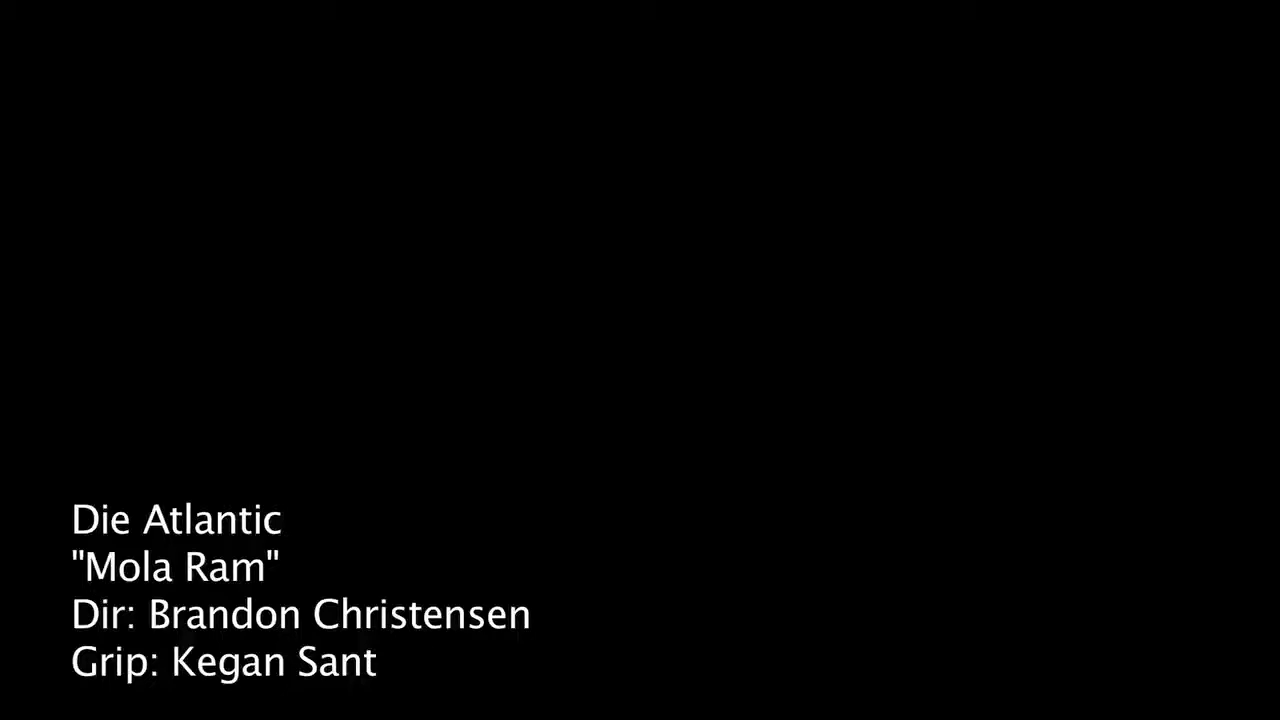 Die Atlantic
"Mola Ram"
Dir: Brandon Christensen
Grip: Kegan Sant